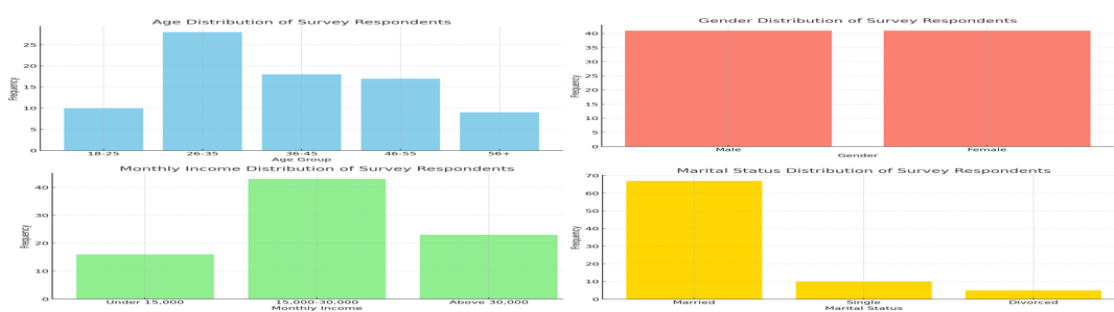 Age Distribution of Survey Respondents
Frequency
25
20
15
10
5
0
18-25 26-35 36-45 46-55 56+
Age Group
Gender Distribution of Survey Respondents
Frequency
40
35
30
25
20
15
10
5
0
Male Female
Gender
Monthly Income Distribution of Survey Respondents
Frequency
40
30
20
10
0
Under 15,000 15,000-30,000 Above 30,000
Monthly Income
Marital Status Distribution of Survey Respondents
Frequency
70
60
50
40
30
20
10
0
Married Single Divorced
Marital Status